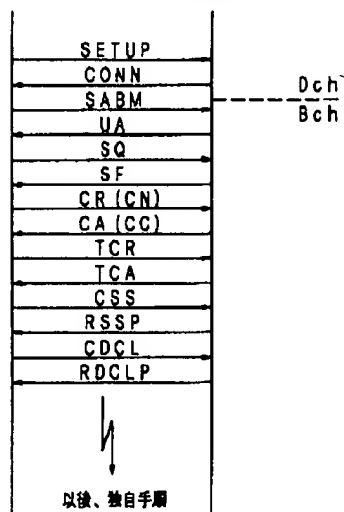 SETUP
CONN
Dch
SABM
Bch
UA
SQ
SF
CR (CN)
CA (CC)
TCR
TCA
CSS
RSSP
CDCL
RDCLP
以後、独自手順